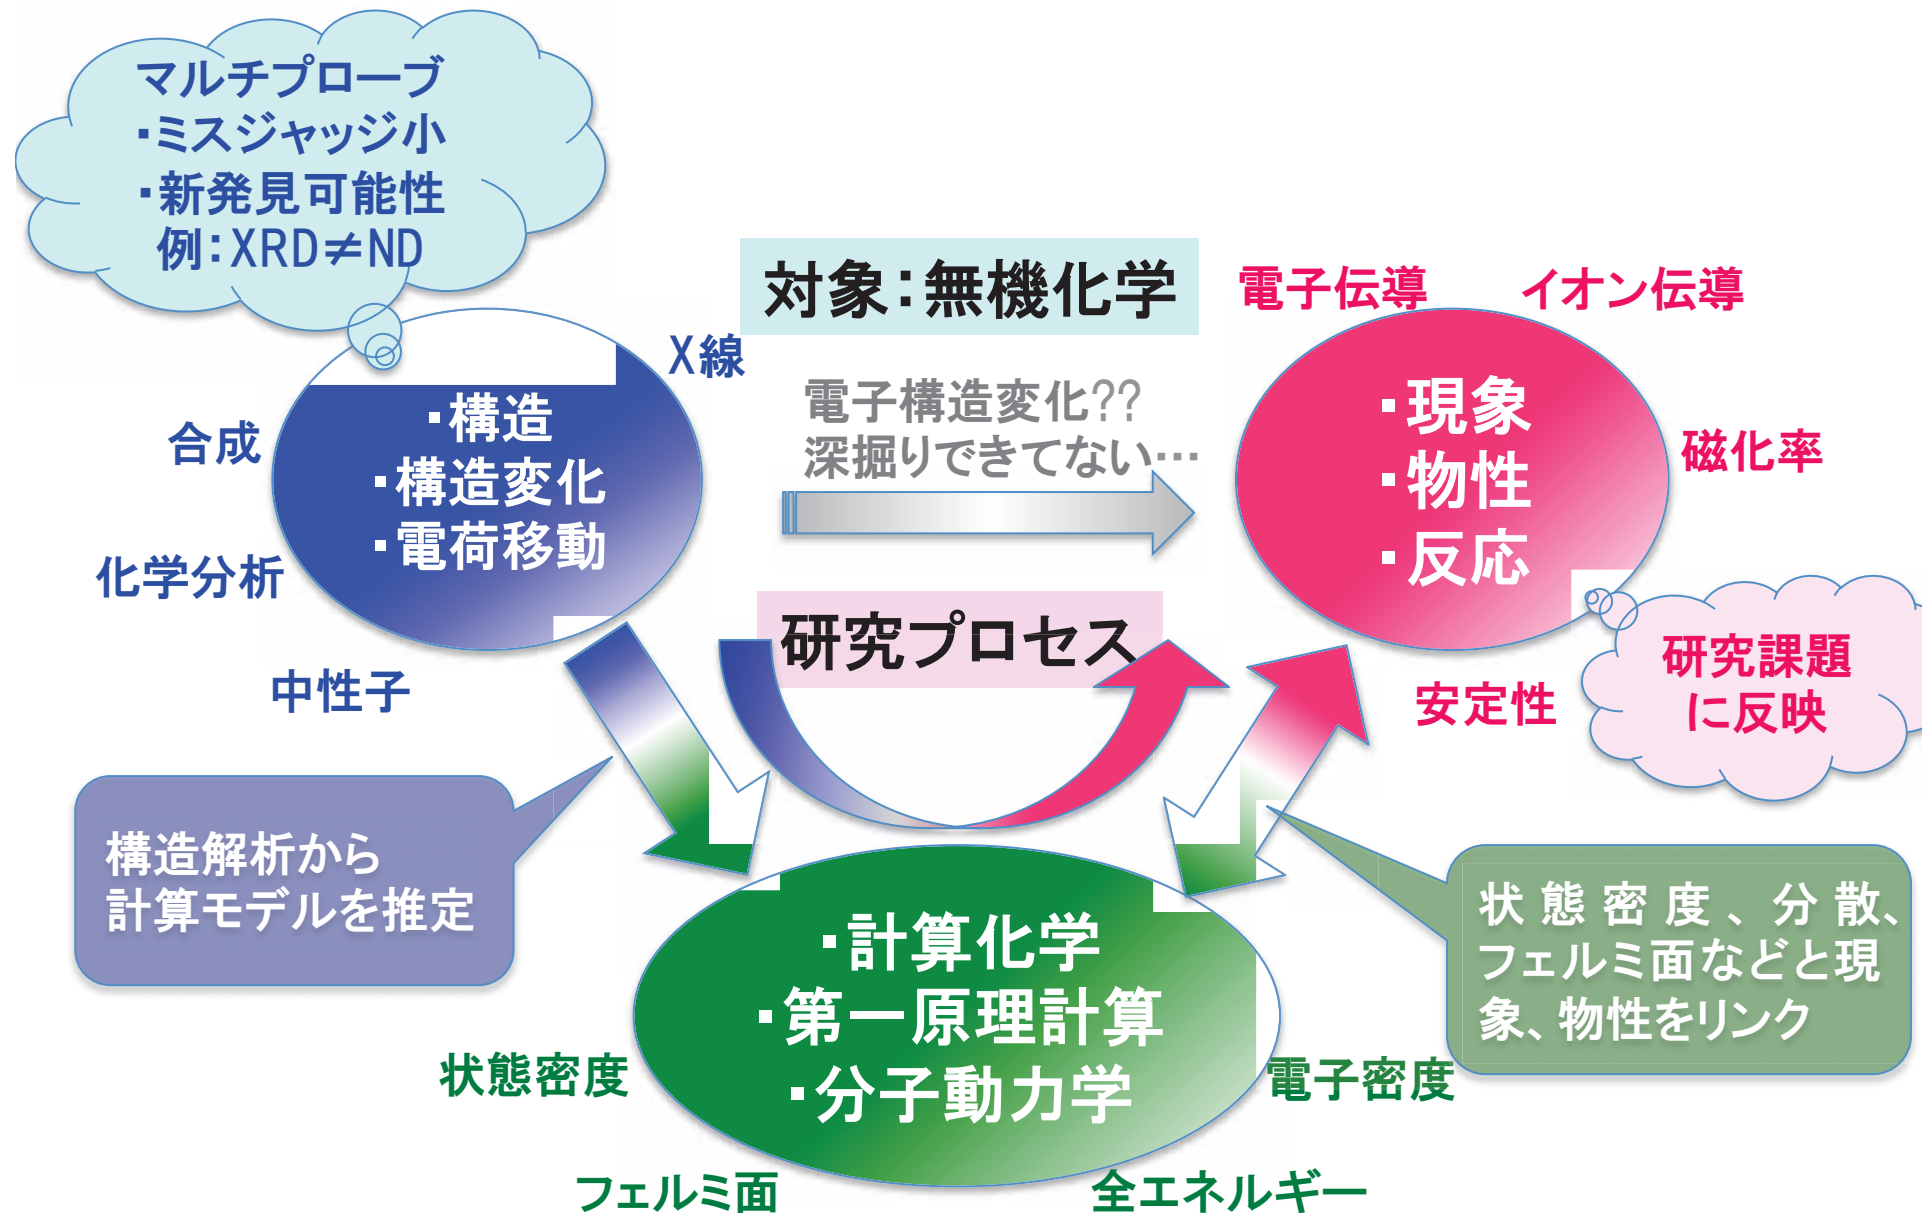 マルチプローブ
・ミスジャッジ小
・新発見可能性
例：XRD≠ND
対象：無機化学
電子伝導
イオン伝導
X線
電子構造変化??
深掘りできてない…
・構造
・構造変化
・電荷移動
合成
化学分析
中性子
・現象
・物性
・反応
磁化率
安定性
研究課題
に反映
研究プロセス
構造解析から
計算モデルを推定
状態密度、分散、
フェルミ面などと現
象、物性をリンク
・計算化学
・第一原理計算
・分子動力学
状態密度
電子密度
フェルミ面
全エネルギー